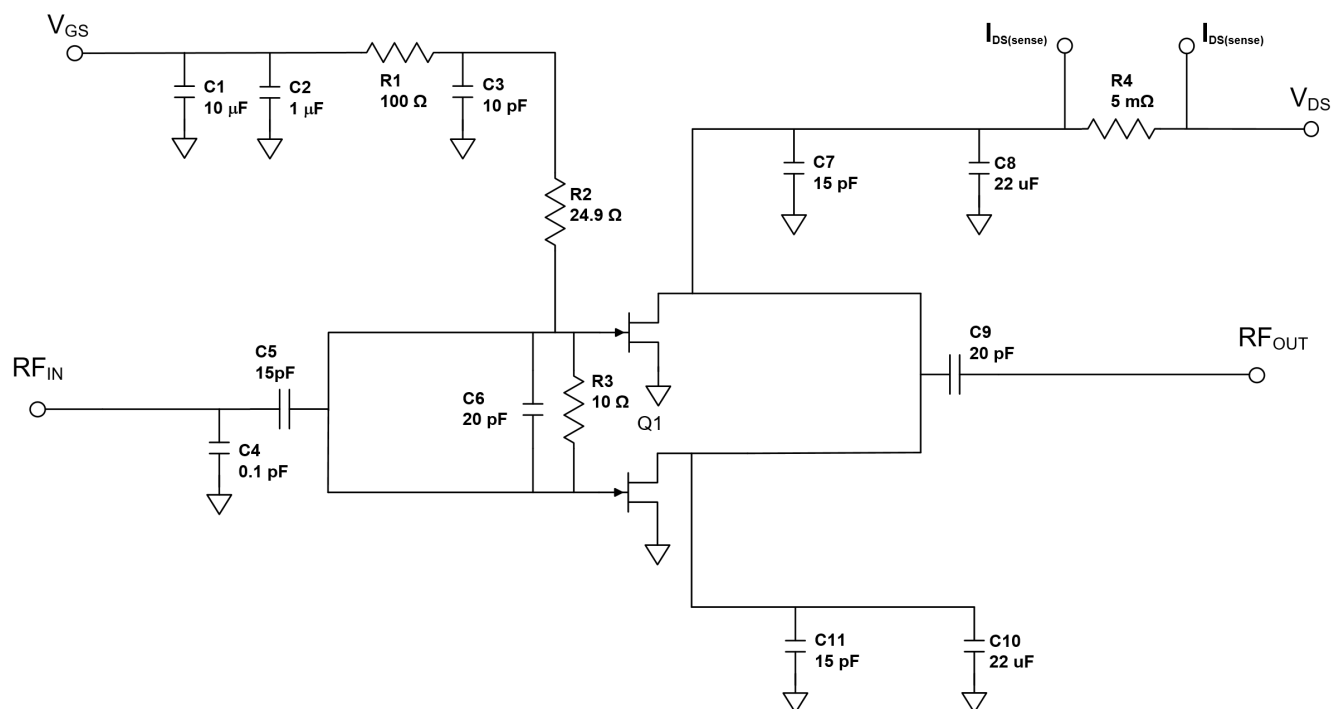 VGS
C1
10 μF
C2
1 μF
R1
100 Ω
C3
10 pF
IDS(sense)
IDS(sense)
R4
5 mΩ
VDS
C7
15 pF
C8
22 uF
R2
24.9 Ω
RFIN
C5
15pF
C4
0.1 pF
C6
20 pF
R3
10 Ω
Q1
C9
20 pF
RFOUT
C11
15 pF
C10
22 uF